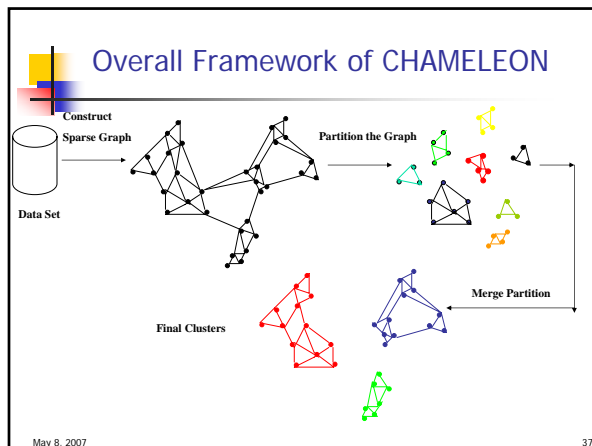 Overall Framework of CHAMELEON
Construct
Sparse Graph
Partition the Graph
Data Set
Merge Partition
Final Clusters
May 8, 2007
37